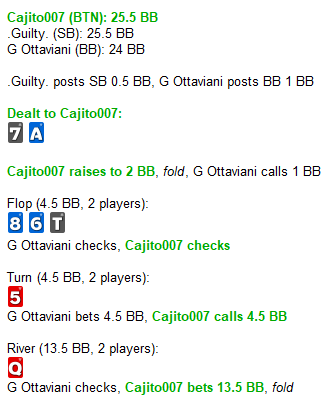 Cajito007 (BTN): 25.5 BB
.Guilty. (SB): 25.5 BB
G Ottaviani (BB): 24 BB
.Guilty. posts SB 0.5 BB, G Ottaviani posts BB 1 BB
Dealt to Cajito007:
7 A
Cajito007 raises to 2 BB, fold, G Ottaviani calls 1 BB
Flop (4.5 BB, 2 players):
8 6 T
G Ottaviani checks, Cajito007 checks
Turn (4.5 BB, 2 players):
5
G Ottaviani bets 4.5 BB, Cajito007 calls 4.5 BB
River (13.5 BB, 2 players):
Q
G Ottaviani checks, Cajito007 bets 13.5 BB, fold